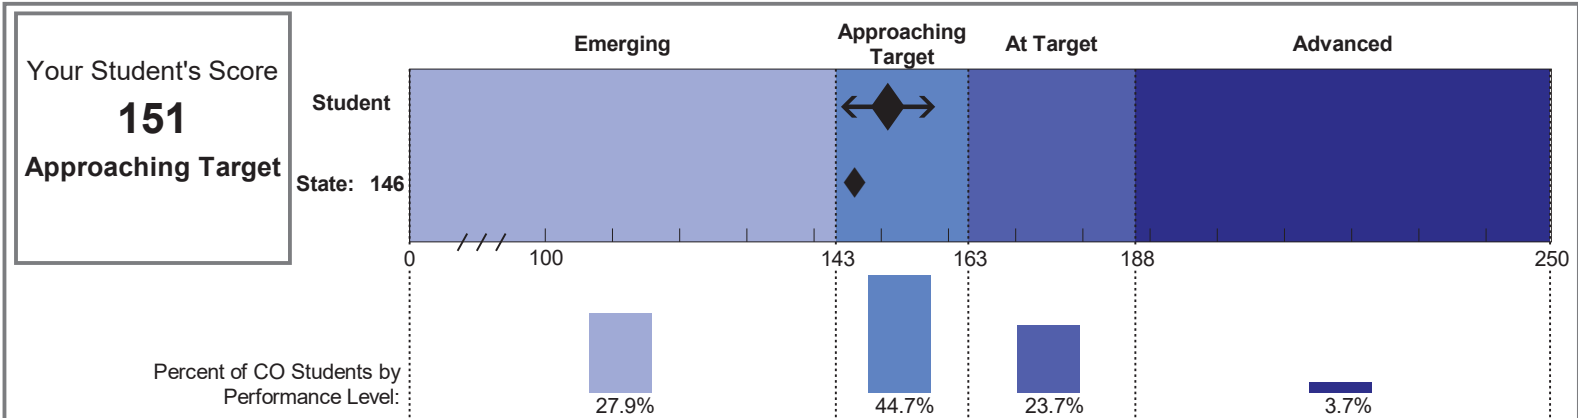 Your Student's Score
151
Approaching Target
Emerging
Approaching
Target
At Target
Advanced
Student
State: 146
0
100
143
163
188
250
Percent of CO Students by
Performance Level:
27.9%
44.7%
23.7%
3.7%